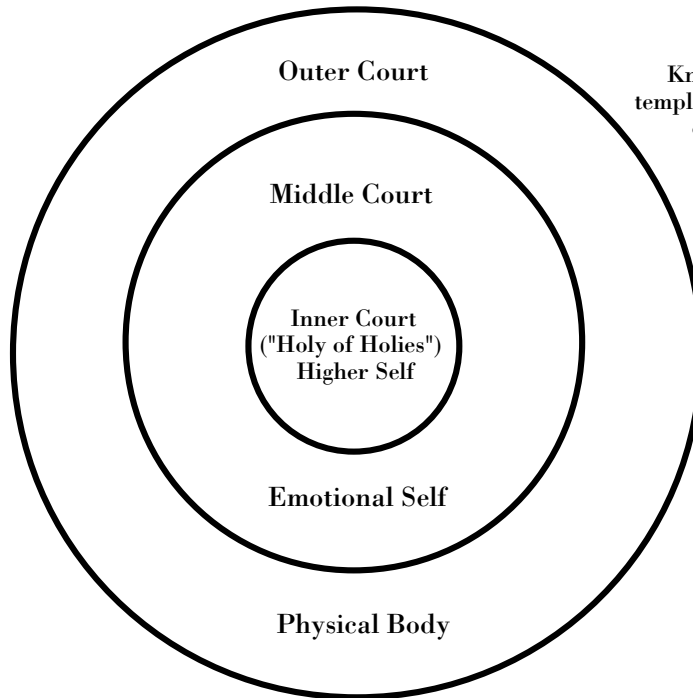 Outer Court
Middle Court
Inner Court
("Holy of Holies")
Higher Self
Emotional Self
Physical Body